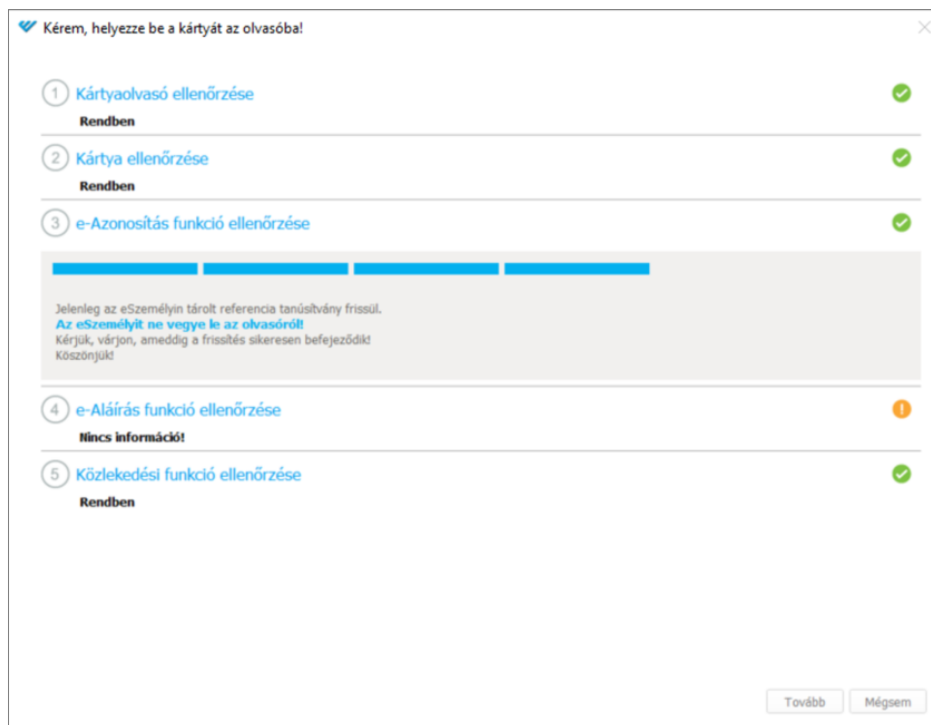 Kérem, helyezze be a kártyát az olvasóba!
1 Kártyaolvasó ellenőrzése
Rendben
2 Kártya ellenőrzése
Rendben
3 e-Azonosítás funkció ellenőrzése
Jelenleg az eSzemélyin tárolt referencia tanúsítvány frissül.
Az eSzemélyit ne vegye le az olvasóról!
Kérjük, várjon, ameddig a frissítés sikeresen befejeződik!
Köszönjük!
4 e-Aláírás funkció ellenőrzése
Nincs információ!
5 Közlekedési funkció ellenőrzése
Rendben
Tovább Mégsem